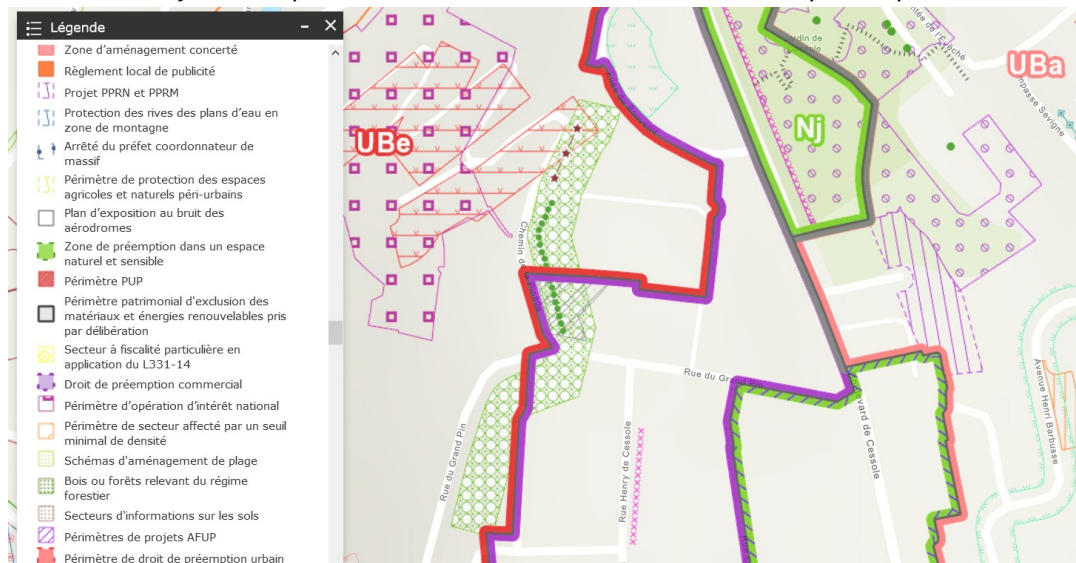 Légende
Zone d'aménagement concerté
Règlement local de publicité
Projet PPRN et PPRM
Protection des rives des plans d'eau en
zone de montagne
Arrêté du préfet coordonnateur de
massif
Périmètre de protection des espaces
agricoles et naturels péri-urbains
Plan d'exposition au bruit des
aérodromes
Zone de préemption dans un espace
naturel et sensible
Périmètre PUP
Périmètre patrimonial d'exclusion des
matériaux et énergies renouvelables pris
par délibération
Secteur à fiscalité particulière en
application du L331-14
Droit de préemption commercial
Périmètre d'opération d'intérêt national
Périmètre de secteur affecté par un seuil
minimal de densité
Schémas d'aménagement de plage
Bois ou forêts relevant du régime
forestier
Secteurs d'informations sur les sols
Périmètres de projets AFUP
Périmètre de droit de préemption urbain
UBe
UBa
Nj
Jardin de
Cessole
Impasse Sevigne
Rue du Grand Pin
Rue du Grand Pin
Rue Henry de Cessole
Avenue Henri Barbusse